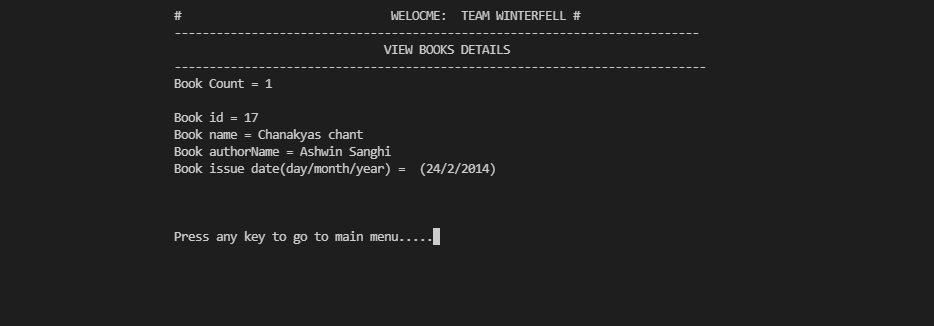 # WELOCME: TEAM WINTERFELL #
---------------------------------------------------------------------------
VIEW BOOKS DETAILS
----------------------------------------------------------------------------
Book Count = 1
Book id = 17
Book name = Chanakyas chant
Book authorName = Ashwin Sanghi
Book issue date(day/month/year) =  (24/2/2014)
Press any key to go to main menu.....